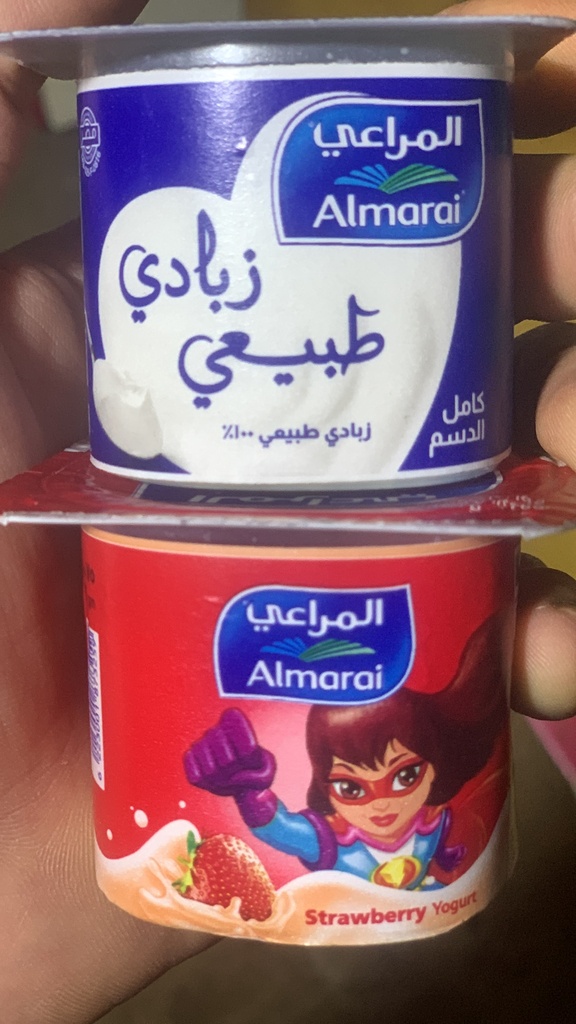 المراعي
Almarai
زبادي
طبيعي
زبادي طبيعي ١٠٠٪
كامل
الدسم
المراعي
Almarai
Strawberry Yogurt